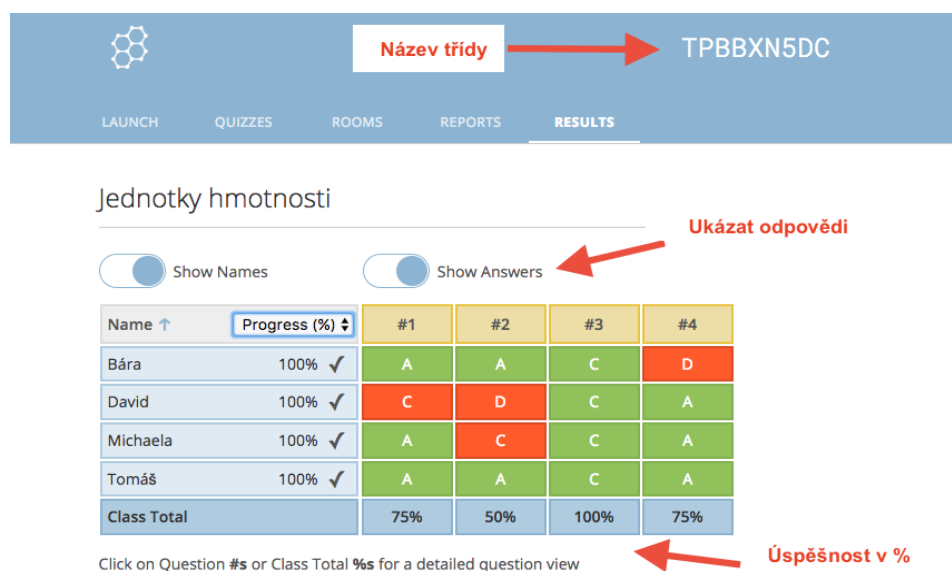 Název třídy TPBBXN5DC
LAUNCH QUIZZES ROOMS REPORTS RESULTS
Jednotky hmotnosti
Ukázat odpovědi
Show Names Show Answers
Name ↑ Progress (%) #1 #2 #3 #4
Bára 100% ✓ A A C D
David 100% ✓ C D C A
Michaela 100% ✓ A C C A
Tomáš 100% ✓ A A C A
Class Total 75% 50% 100% 75%
Úspěšnost v %
Click on Question #s or Class Total %s for a detailed question view